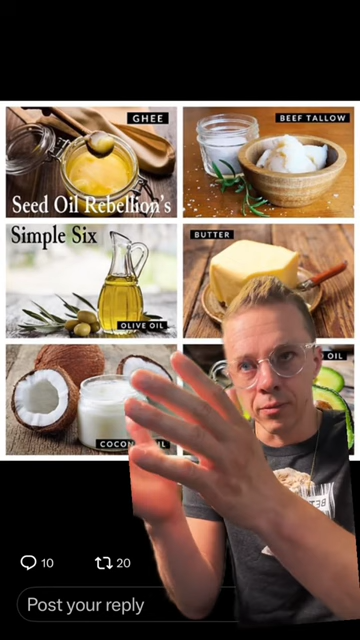 GHEE
BEEF TALLOW
Seed Oil Rebellion's
Simple Six
BUTTER
OLIVE OIL
OIL
10
20
Post your reply